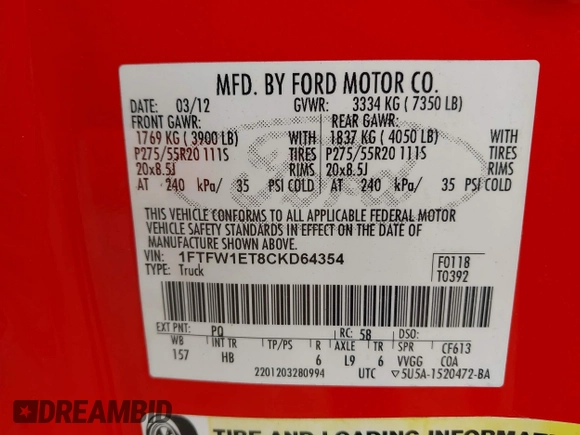 MFD. BY FORD MOTOR CO.
DATE: 03/12 GVWR: 3334 KG ( 7350 LB)
FRONT GAWR: REAR GAWR:
1769 KG ( 3900 LB) WITH 1837 KG ( 4050 LB) WITH
P275/55R20 111S TIRES P275/55R20 111S TIRES
20x8.5J RIMS 20x8.5J RIMS
AT 240 kPa/ 35 PSI COLD AT 240 kPa/ 35 PSI COLD
THIS VEHICLE CONFORMS TO ALL APPLICABLE FEDERAL MOTOR
VEHICLE SAFETY STANDARDS IN EFFECT ON THE DATE OF
MANUFACTURE SHOWN ABOVE.
VIN: 1FTFW1ET8CKD64354 F0118
TYPE: Truck T0392
EXT PNT: PQ RC: 58 DSO:
WB INT TR TP/PS R AXLE TR SPR CF613
157 HB 6 L9 6 VVGG COA
2201203280994 UTC ▽5U5A-1520472-BA
DREAMBID
TIRE AND LOADING INFORMATION